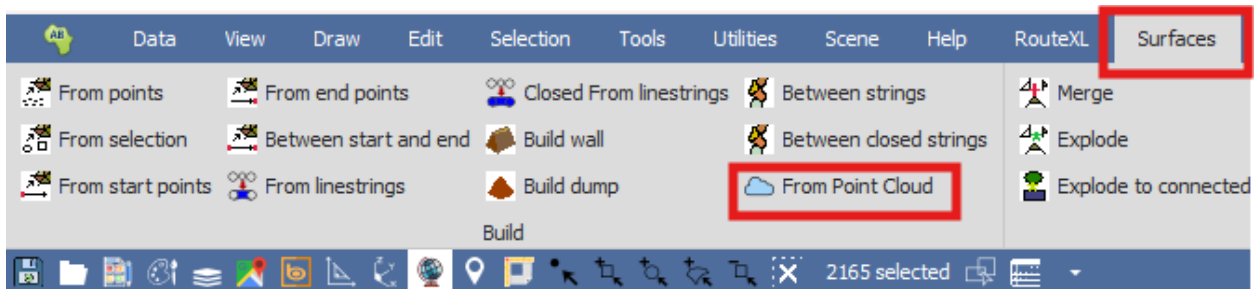 AB Data View Draw Edit Selection Tools Utilities Scene Help RouteXL Surfaces
From points From end points Closed From linestrings Between strings Merge
From selection Between start and end Build wall Between closed strings Explode
From start points From linestrings Build dump From Point Cloud Explode to connected
Build
2165 selected